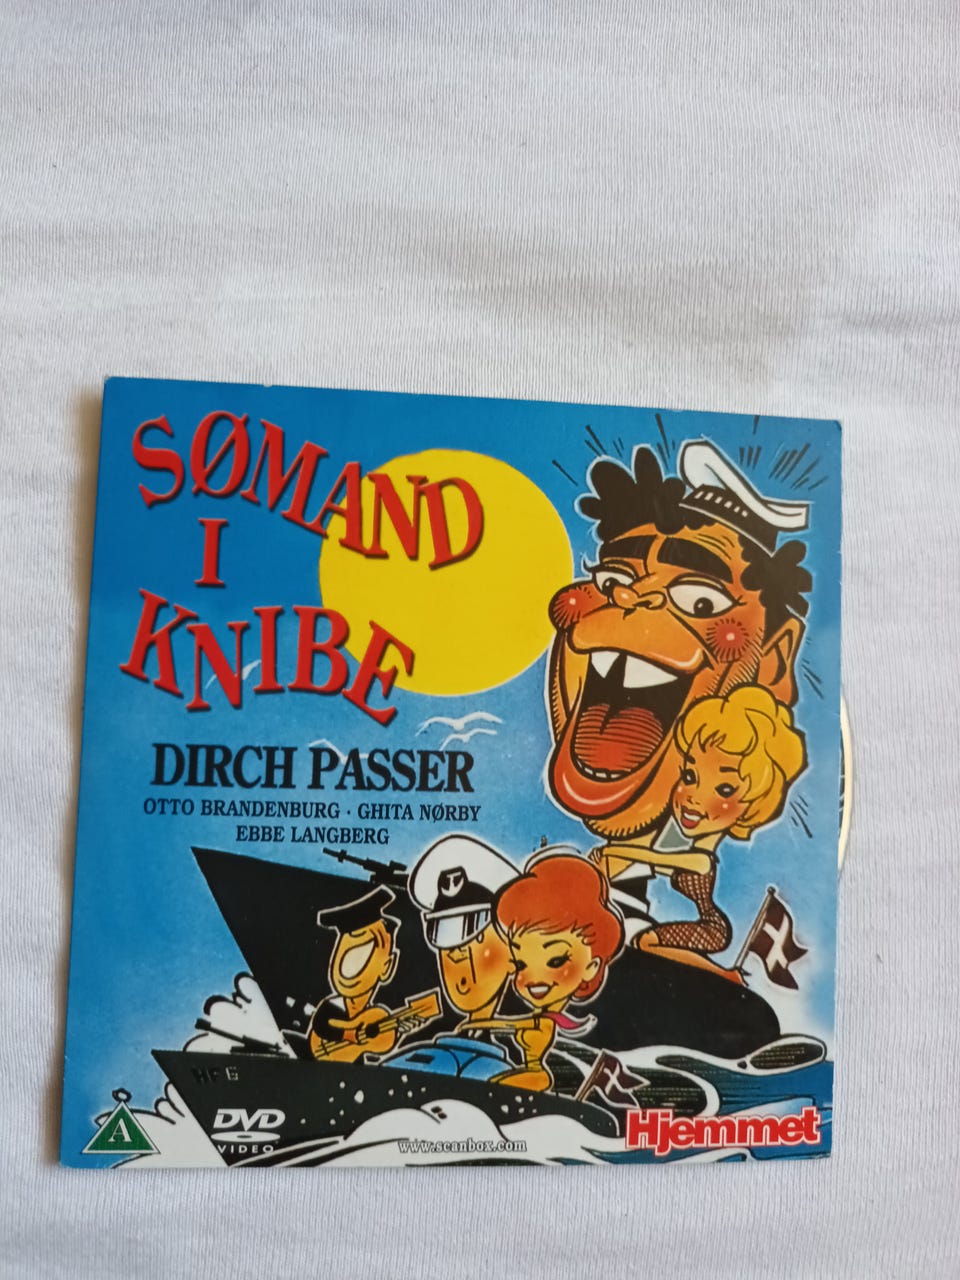 SØMAND
I
KNIBE
DIRCH PASSER
OTTO BRANDENBURG · GHITA NØRBY
EBBE LANGBERG
HF 6
A
DVD
VIDEO
www.scanbox.com
Hjemmet